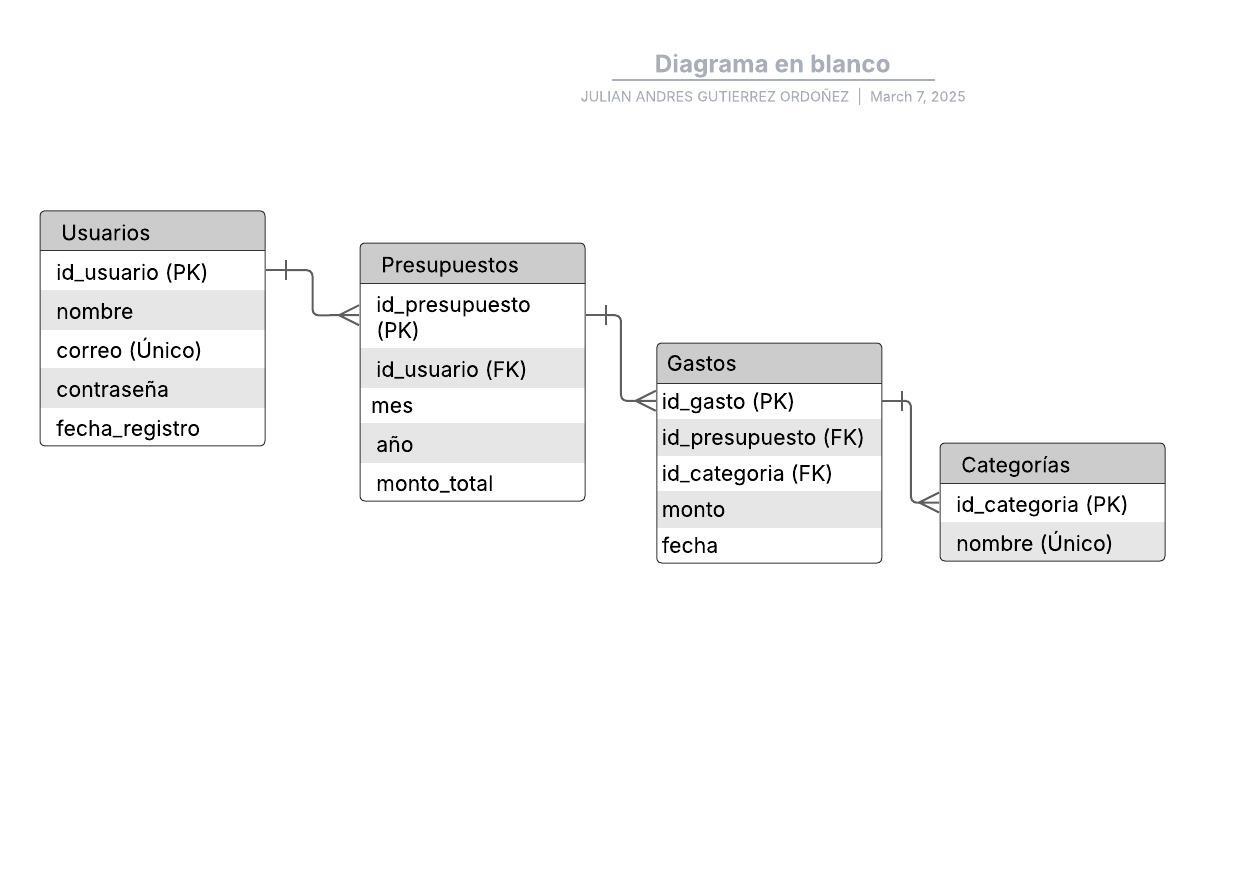 Diagrama en blanco
JULIAN ANDRES GUTIERREZ ORDOÑEZ | March 7, 2025
Usuarios
id_usuario (PK)
nombre
correo (Único)
contraseña
fecha_registro
Presupuestos
id_presupuesto
(PK)
id_usuario (FK)
mes
año
monto_total
Gastos
id_gasto (PK)
id_presupuesto (FK)
id_categoria (FK)
monto
fecha
Categorías
id_categoria (PK)
nombre (Único)